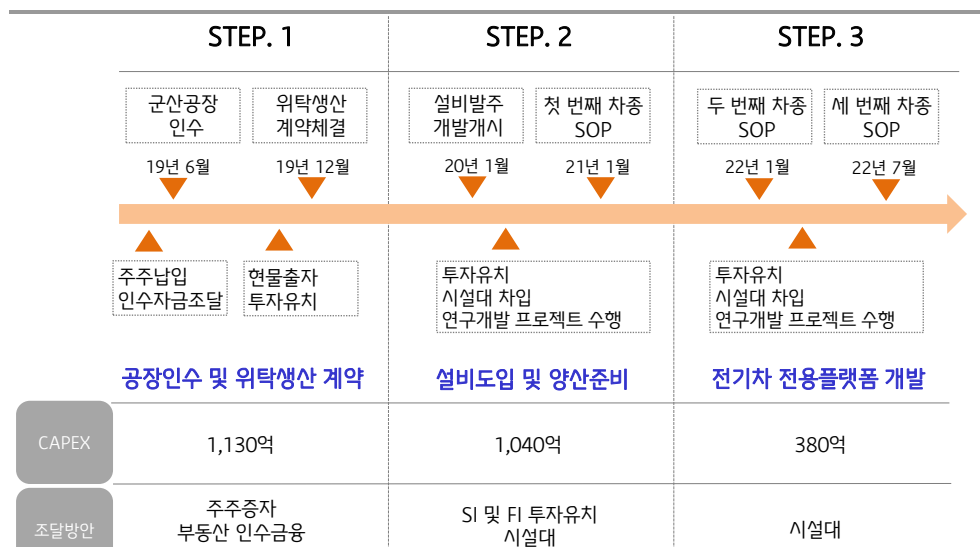 STEP. 1
STEP. 2
STEP. 3
군산공장
인수
위탁생산
계약체결
설비발주
개발개시
첫 번째 차종
SOP
두 번째 차종
SOP
세 번째 차종
SOP
19년 6월
19년 12월
20년 1월
21년 1월
22년 1월
22년 7월
주주납입
인수자금조달
현물출자
투자유치
투자유치
시설대 차입
연구개발 프로젝트 수행
투자유치
시설대 차입
연구개발 프로젝트 수행
공장인수 및 위탁생산 계약
설비도입 및 양산준비
전기차 전용플랫폼 개발
CAPEX
1,130억
1,040억
380억
조달방안
주주증자
부동산 인수금융
SI 및 FI 투자유치
시설대
시설대